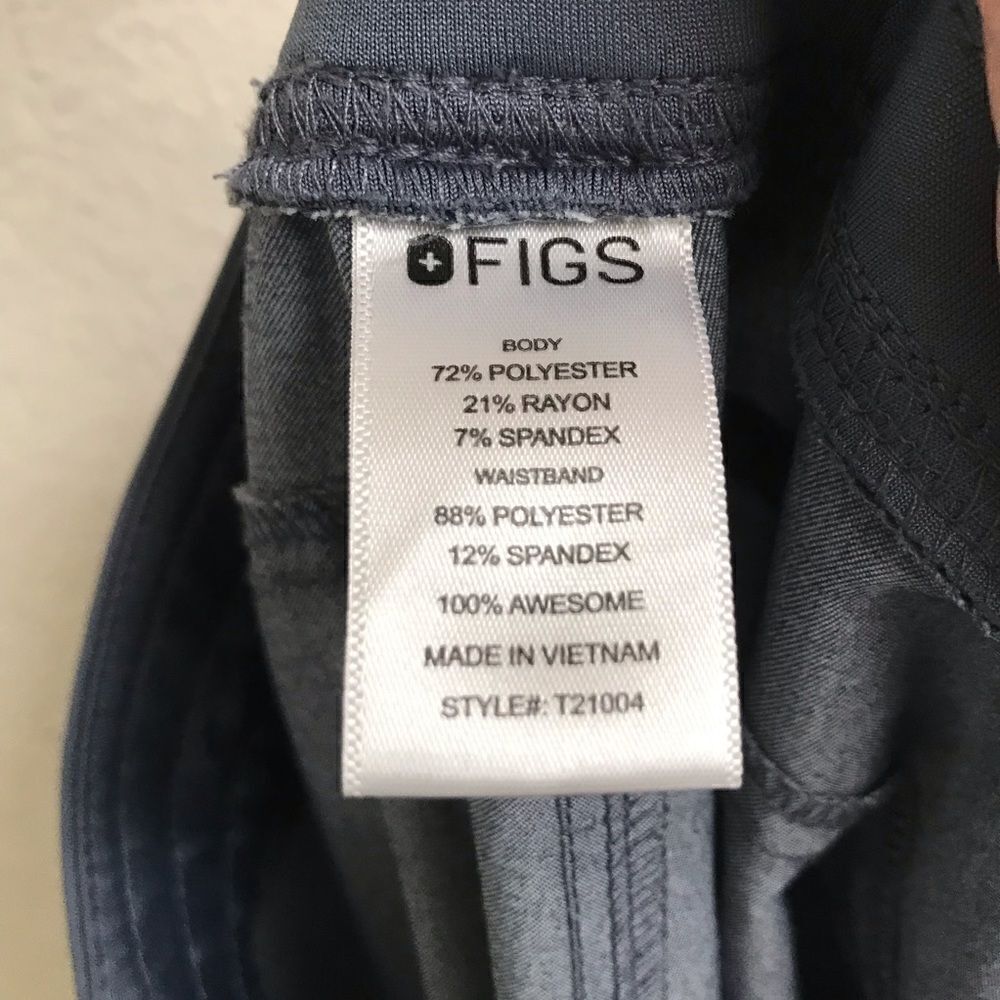 FIGS
BODY
72% POLYESTER
21% RAYON
7% SPANDEX
WAISTBAND
88% POLYESTER
12% SPANDEX
100% AWESOME
MADE IN VIETNAM
STYLE#: T21004